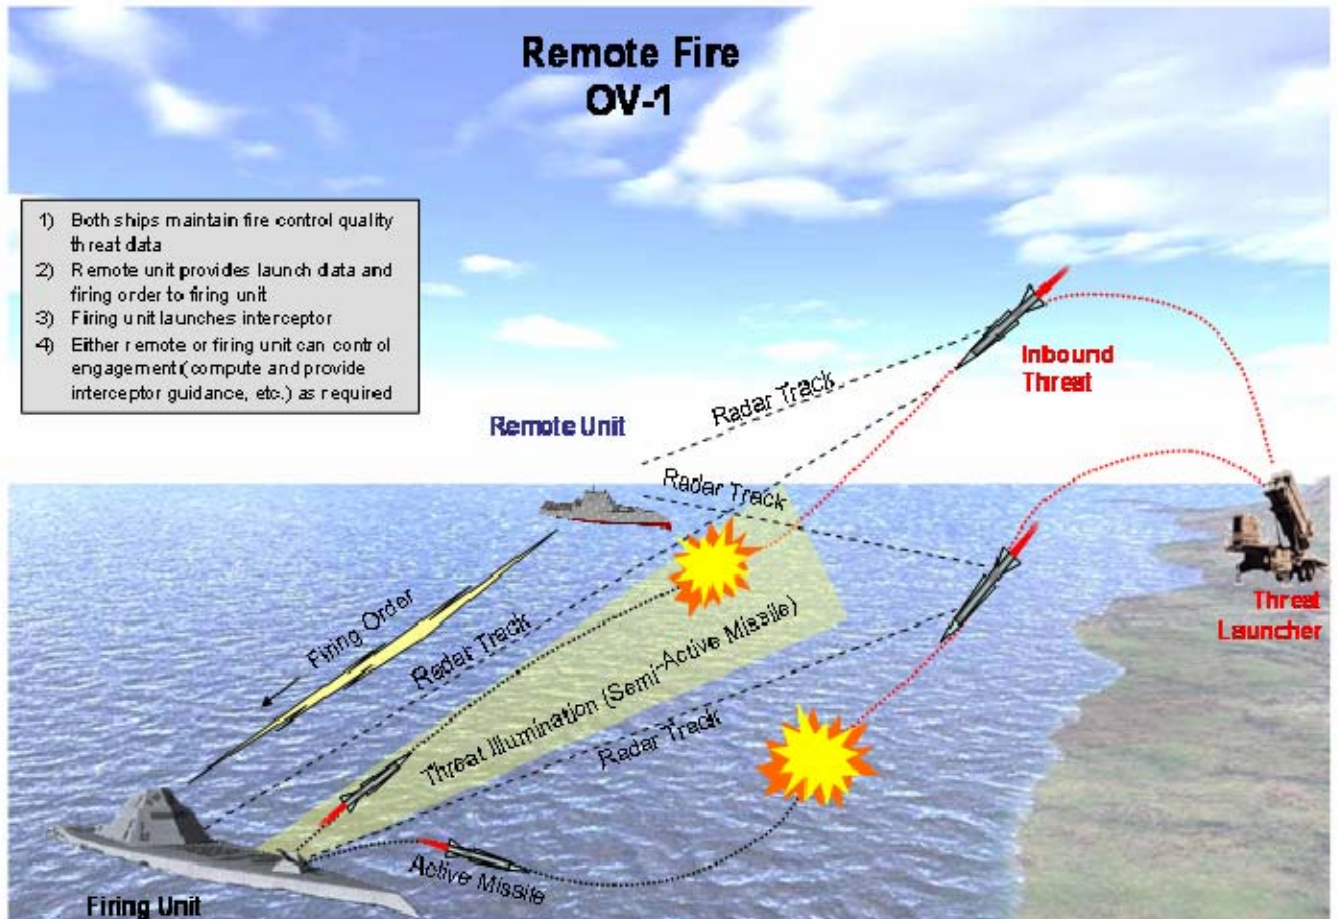 Remote Fire
OV-1
1) Both ships maintain fire control quality
threat data
2) Remote unit provides launch data and
firing order to firing unit
3) Firing unit launches interceptor
4) Either remote or firing unit can control
engagement( compute and provide
interceptor guidance, etc.) as required
Inbound
Threat
Radar Track
Remote Unit
Radar Track
Firing Order
Radar Track
Threat Illumination (Semi-Active Missile)
Radar Track
Threat
Launcher
Active Missile
Firing Unit